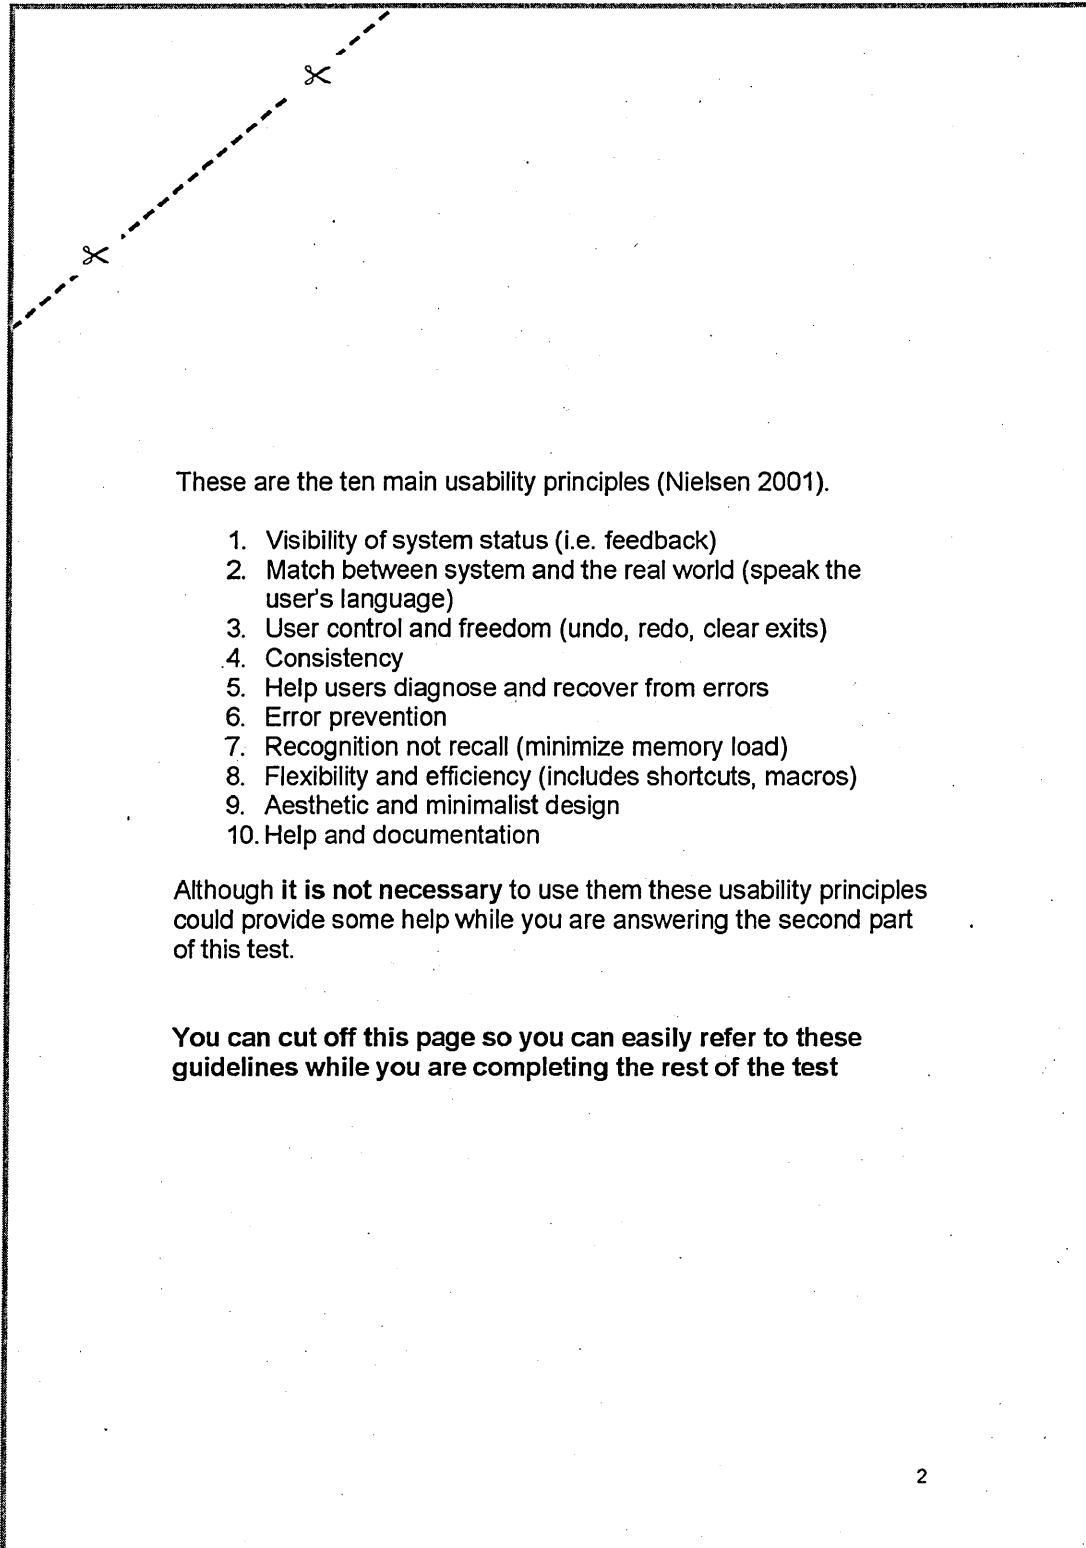 These are the ten main usability principles (Nielsen 2001).
1. Visibility of system status (i.e. feedback)
2. Match between system and the real world (speak the
user's language)
3. User control and freedom (undo, redo, clear exits)
4. Consistency
5. Help users diagnose and recover from errors
6. Error prevention
7. Recognition not recall (minimize memory load)
8. Flexibility and efficiency (includes shortcuts, macros)
9. Aesthetic and minimalist design
10. Help and documentation
Although it is not necessary to use them these usability principles
could provide some help while you are answering the second part
of this test.
You can cut off this page so you can easily refer to these
guidelines while you are completing the rest of the test
2